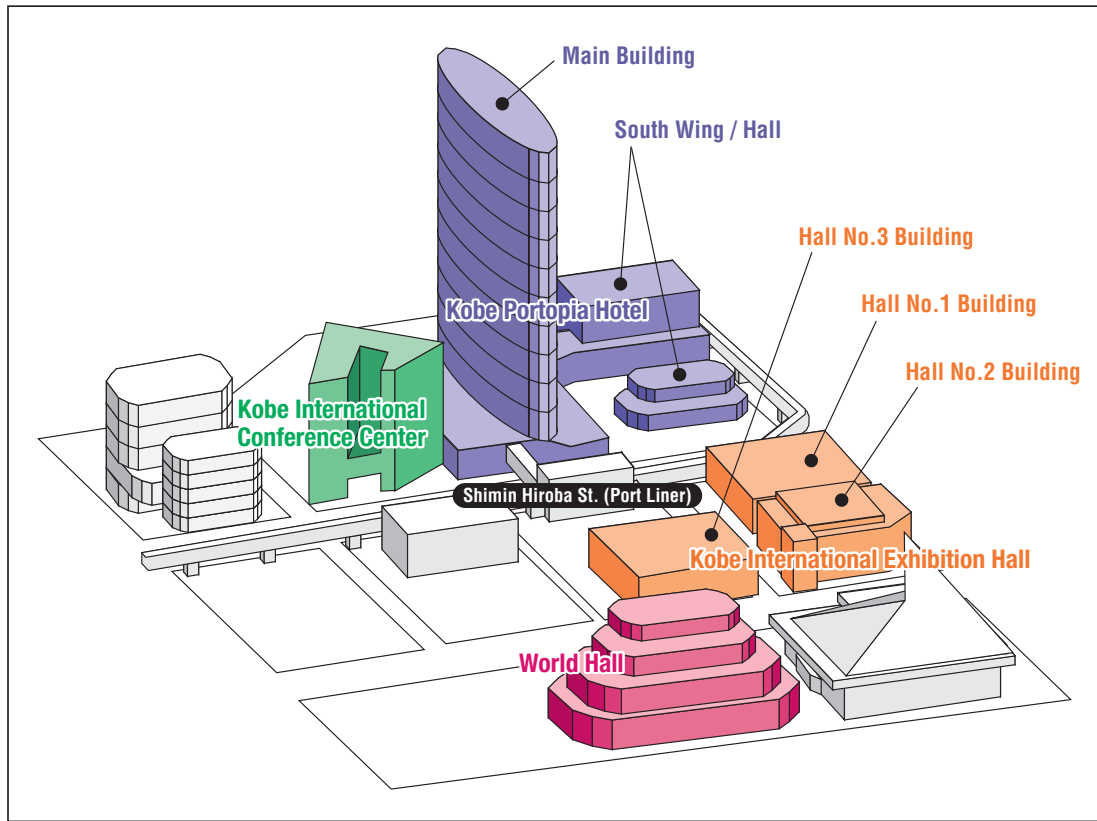 Main Building
South Wing / Hall
Hall No.3 Building
Hall No.1 Building
Kobe Portopia Hotel
Hall No.2 Building
Kobe International
Conference Center
Shimin Hiroba St. (Port Liner)
Kobe International Exhibition Hall
World Hall